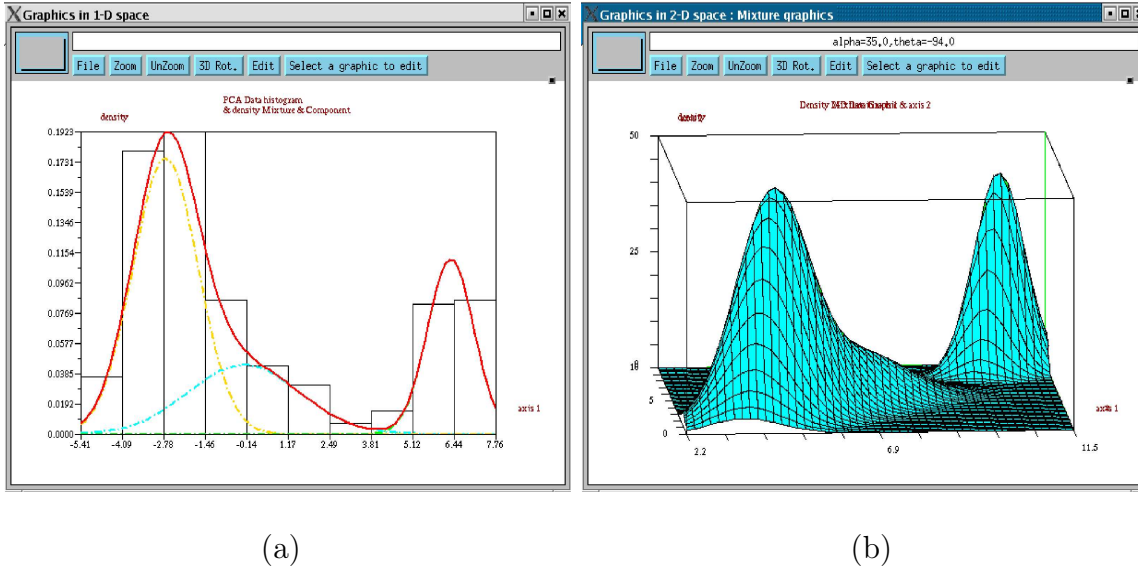 Graphics in 1-D space
File Zoom UnZoom 3D Rot. Edit Select a graphic to edit
PCA Data histogram
& density Mixture & Component
density
0.1923
0.1731
0.1539
0.1346
0.1154
0.0962
0.0769
0.0577
0.0385
0.0192
0.0000
axis 1
-5.41 -4.09 -2.78 -1.46 -0.14 1.17 2.49 3.81 5.12 6.44 7.76
(a)
Graphics in 2-D space : Mixture graphics
alpha=35.0,theta=-94.0
File Zoom UnZoom 3D Rot. Edit Select a graphic to edit
Density & axis 2
density
50
25
5
0
axis 1
2.2 6.9 11.5
(b)